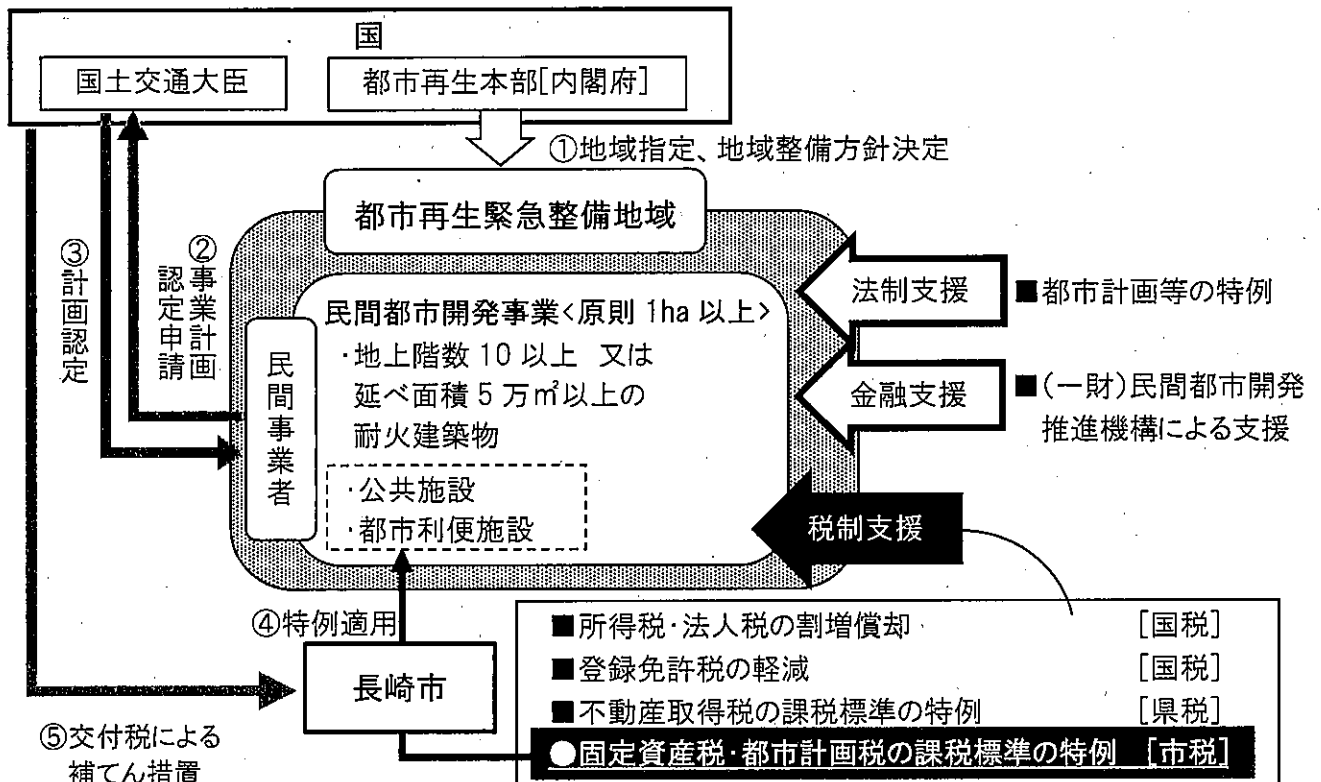 国
国土交通大臣
都市再生本部[内閣府]
①地域指定、地域整備方針決定
都市再生緊急整備地域
③計画認定
②事業計画
認定申請
民間事業者
民間都市開発事業<原則 1ha 以上>
・地上階数 10 以上 又は
延べ面積 5 万㎡以上の
耐火建築物
・公共施設
・都市利便施設
法制支援
■都市計画等の特例
金融支援
■(一財)民間都市開発
推進機構による支援
税制支援
④特例適用
長崎市
⑤交付税による
補てん措置
■所得税・法人税の割増償却 [国税]
■登録免許税の軽減 [国税]
■不動産取得税の課税標準の特例 [県税]
●固定資産税・都市計画税の課税標準の特例 [市税]